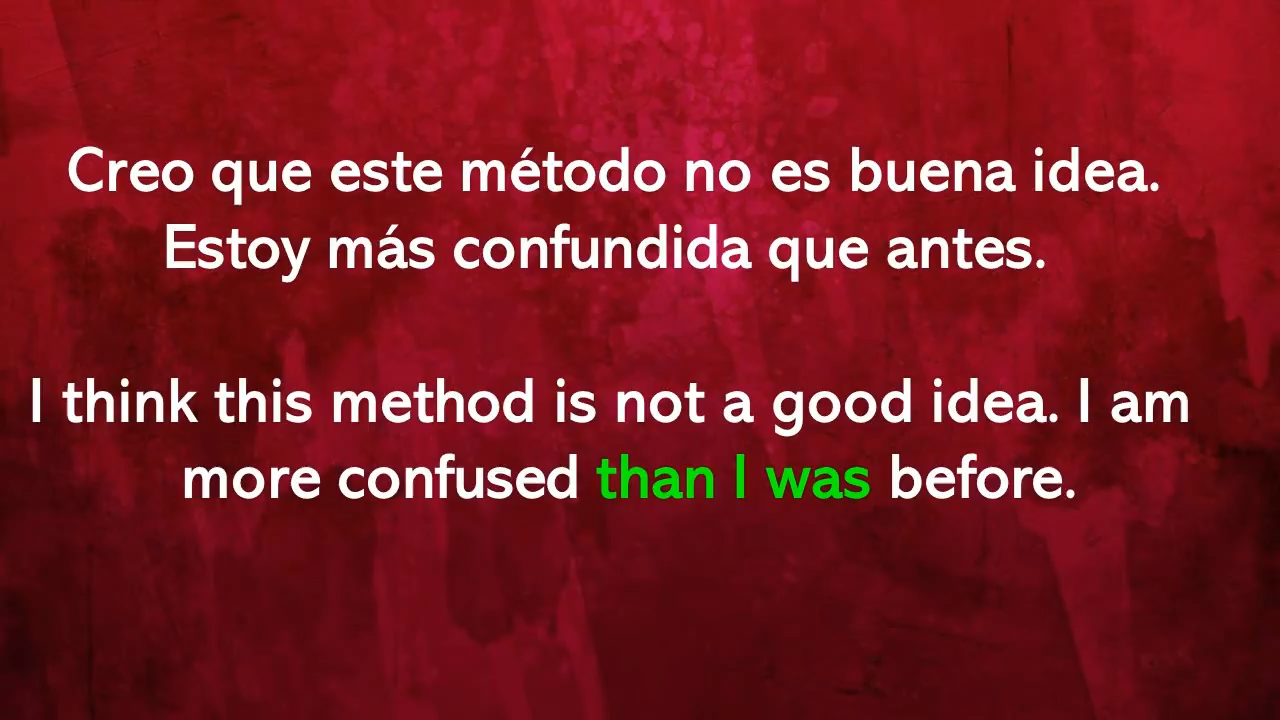 Creo que este método no es buena idea.
Estoy más confundida que antes.
I think this method is not a good idea. I am
more confused than I was before.